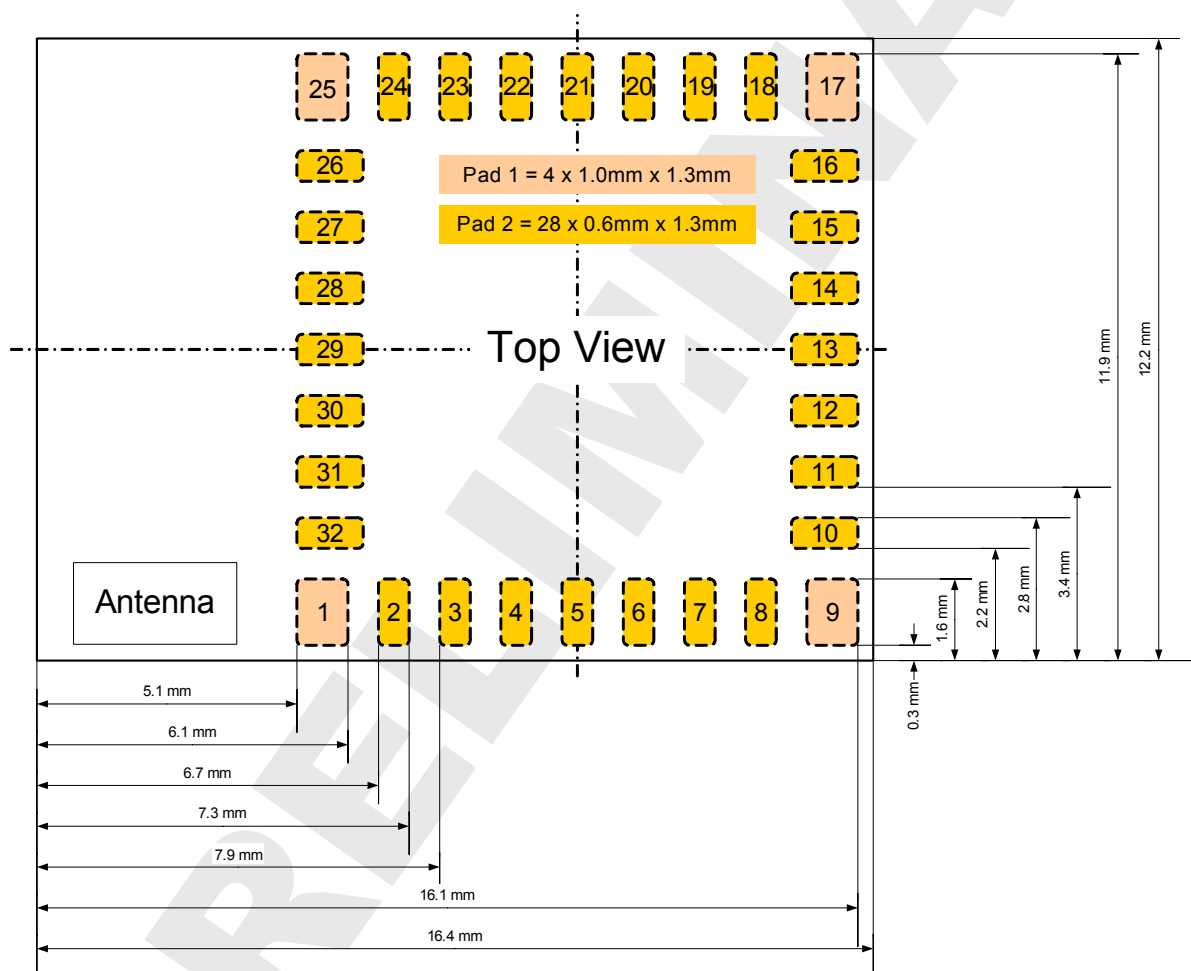 25
24
23
22
21
20
19
18
17
26
16
Pad 1 = 4 x 1.0mm x 1.3mm
27
15
Pad 2 = 28 x 0.6mm x 1.3mm
28
14
29
Top View
13
11.9 mm
12.2 mm
30
12
31
11
32
10
3.4 mm
2.8 mm
2.2 mm
1.6 mm
0.3 mm
Antenna
1
2
3
4
5
6
7
8
9
5.1 mm
6.1 mm
6.7 mm
7.3 mm
7.9 mm
16.1 mm
16.4 mm
RELIMINA